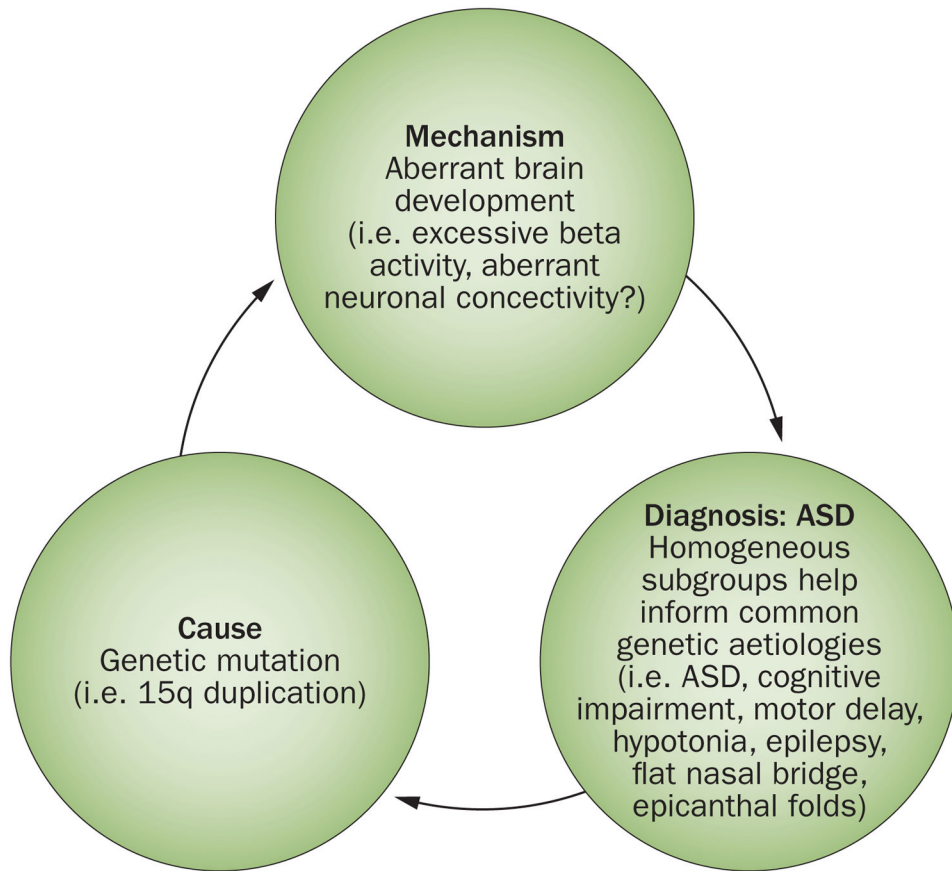 Mechanism
Aberrant brain
development
(i.e. excessive beta
activity, aberrant
neuronal concectivity?)
Diagnosis: ASD
Homogeneous
subgroups help
inform common
genetic aetiologies
(i.e. ASD, cognitive
impairment, motor delay,
hypotonia, epilepsy,
flat nasal bridge,
epicanthal folds)
Cause
Genetic mutation
(i.e. 15q duplication)